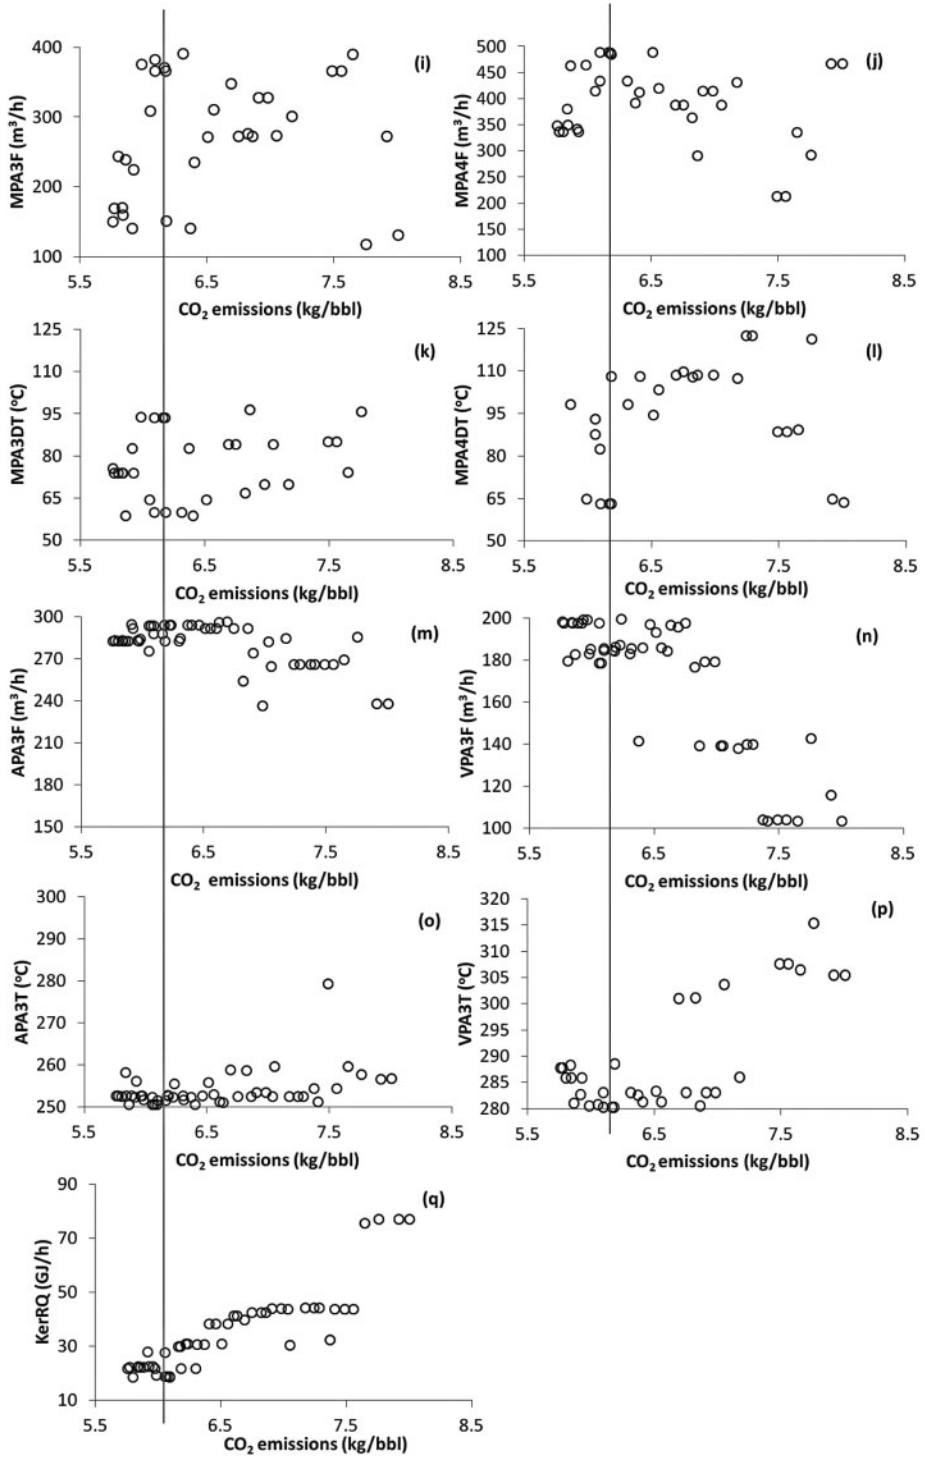 400
300
200
100
5.5 6.5 7.5 8.5
MPA3F (m³/h)
CO₂ emissions (kg/bbl)
(i)
500
450
400
350
300
250
200
150
100
5.5 6.5 7.5 8.5
MPA4F (m³/h)
CO₂ emissions (kg/bbl)
(j)
125
110
95
80
65
50
5.5 6.5 7.5 8.5
MPA3DT (°C)
CO₂ emissions (kg/bbl)
(k)
125
110
95
80
65
50
5.5 6.5 7.5 8.5
MPA4DT (°C)
CO₂ emissions (kg/bbl)
(l)
300
270
240
210
180
150
5.5 6.5 7.5 8.5
APA3F (m³/h)
CO₂ emissions (kg/bbl)
(m)
200
180
160
140
120
100
5.5 6.5 7.5 8.5
VPA3F (m³/h)
CO₂ emissions (kg/bbl)
(n)
300
290
280
270
260
250
5.5 6.5 7.5 8.5
APA3T (°C)
CO₂ emissions (kg/bbl)
(o)
320
315
310
305
300
295
290
285
280
5.5 6.5 7.5 8.5
VPA3T (°C)
CO₂ emissions (kg/bbl)
(p)
90
70
50
30
10
5.5 6.5 7.5 8.5
KerRQ (GJ/h)
CO₂ emissions (kg/bbl)
(q)